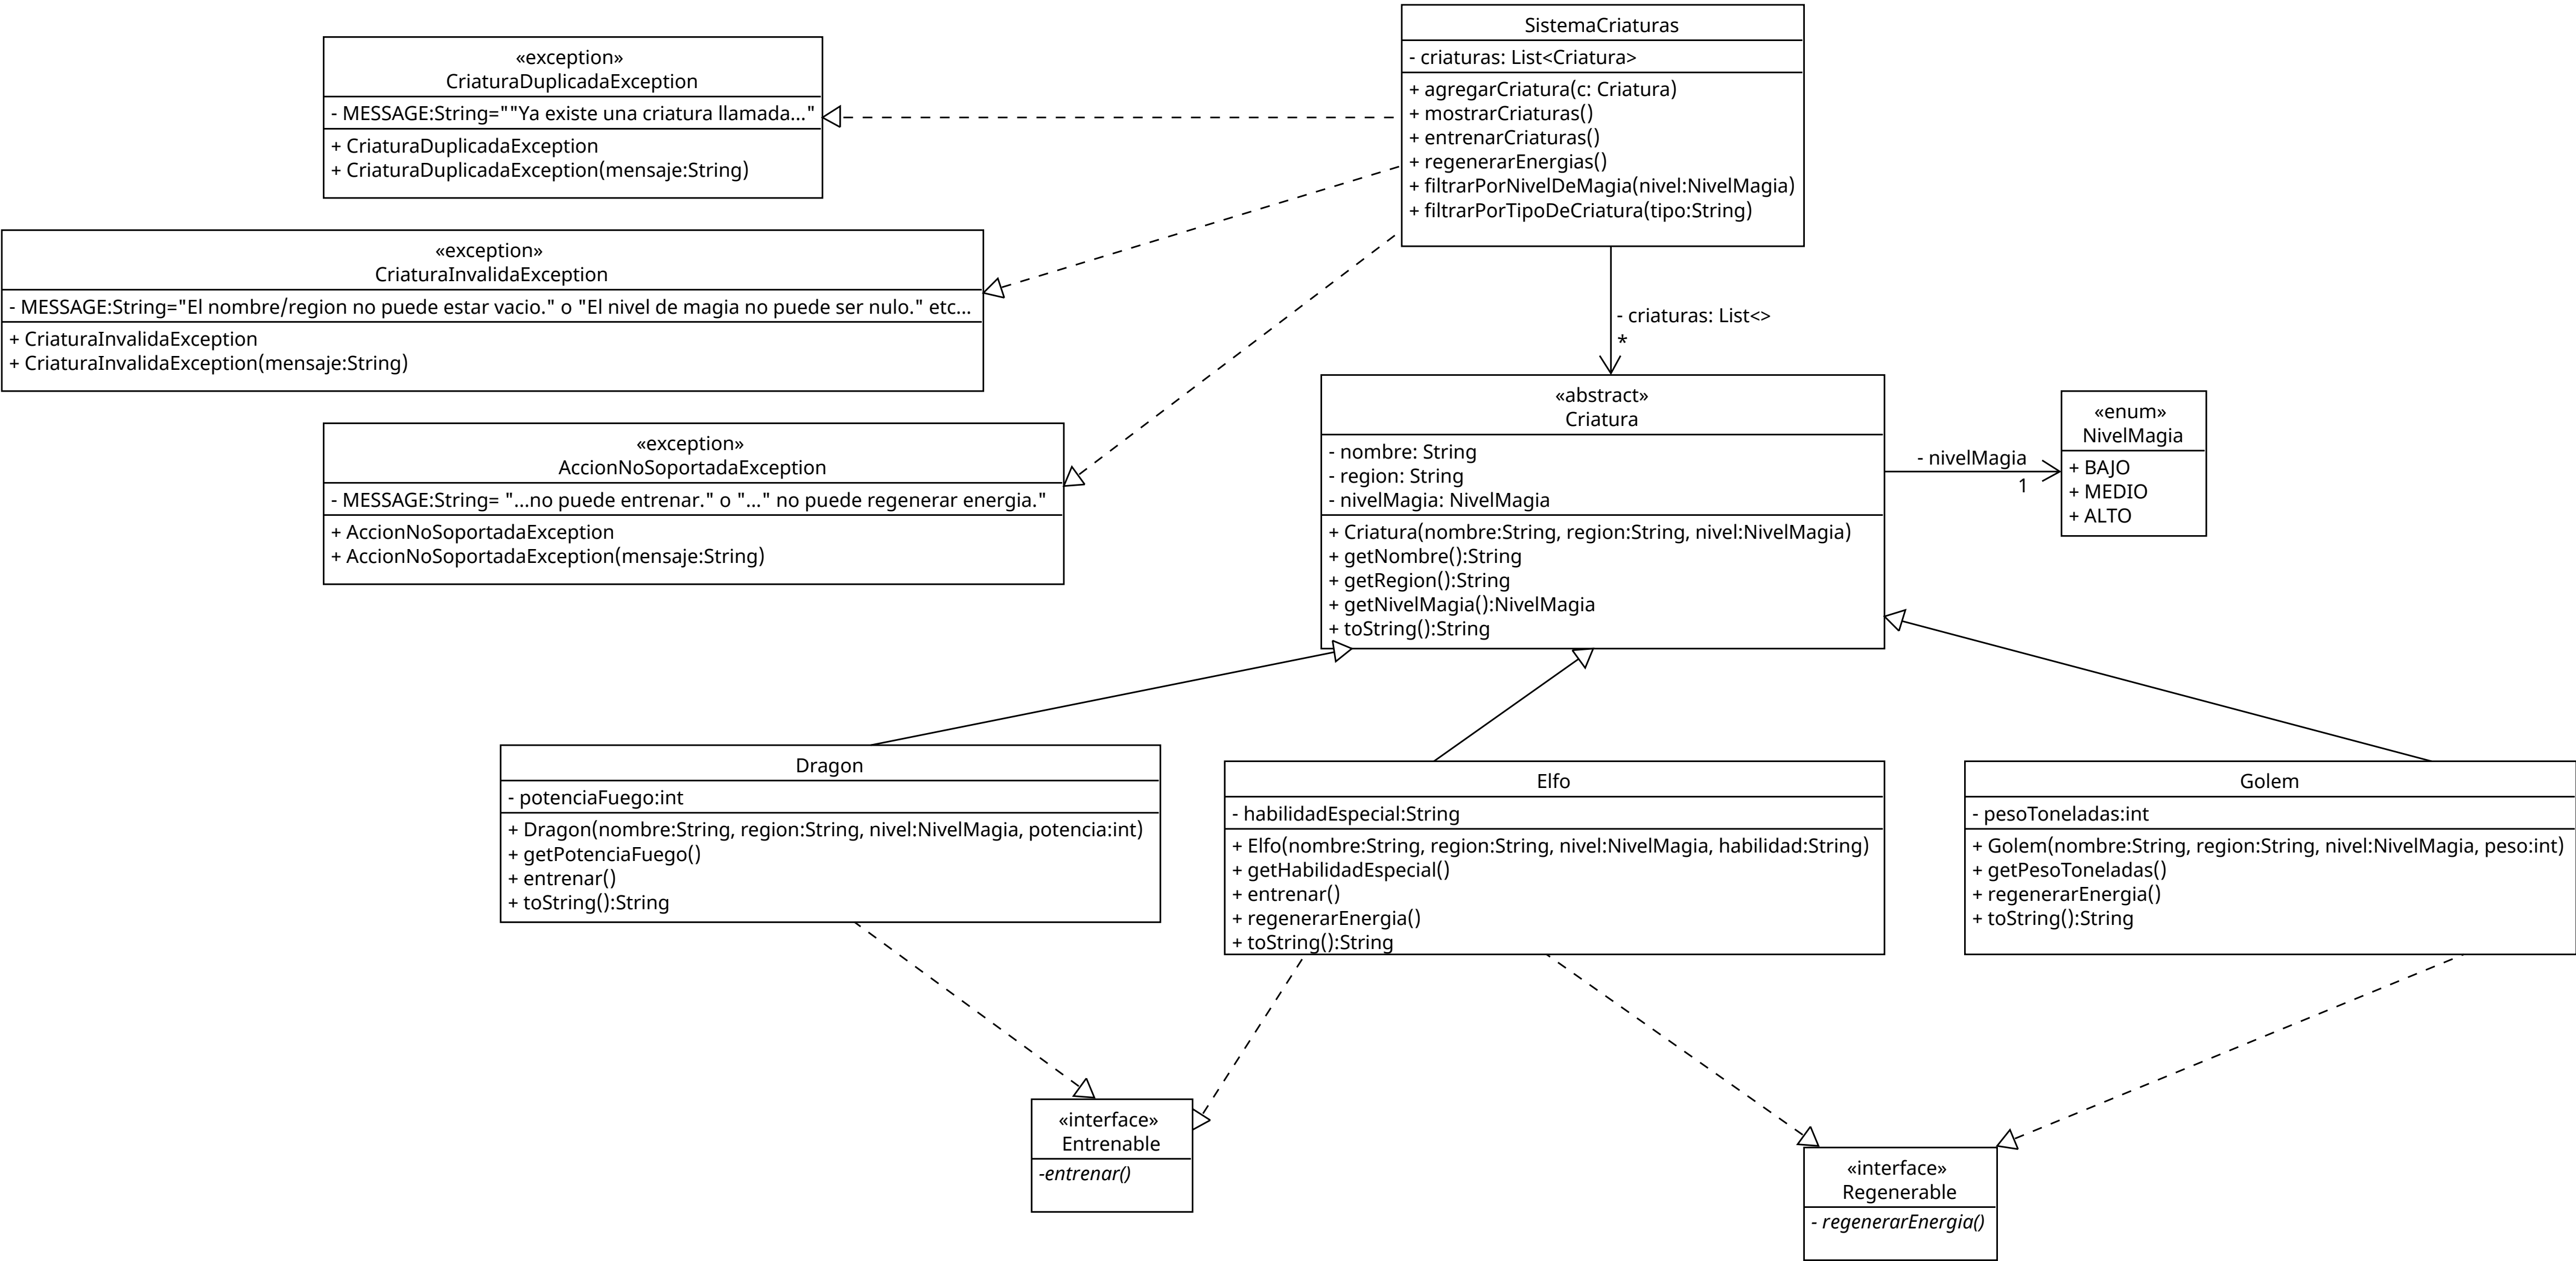 SistemaCriaturas
- criaturas: List<Criatura>
+ agregarCriatura(c: Criatura)
+ mostrarCriaturas()
+ entrenarCriaturas()
+ regenerarEnergias()
+ filtrarPorNivelDeMagia(nivel:NivelMagia)
+ filtrarPorTipoDeCriatura(tipo:String)
«exception»
CriaturaDuplicadaException
- MESSAGE:String=""Ya existe una criatura llamada..."
+ CriaturaDuplicadaException
+ CriaturaDuplicadaException(mensaje:String)
«exception»
CriaturaInvalidaException
- MESSAGE:String="El nombre/region no puede estar vacio." o "El nivel de magia no puede ser nulo." etc...
+ CriaturaInvalidaException
+ CriaturaInvalidaException(mensaje:String)
«exception»
AccionNoSoportadaException
- MESSAGE:String= "...no puede entrenar." o "..." no puede regenerar energia."
+ AccionNoSoportadaException
+ AccionNoSoportadaException(mensaje:String)
- criaturas: List<>
*
«abstract»
Criatura
- nombre: String
- region: String
- nivelMagia: NivelMagia
+ Criatura(nombre:String, region:String, nivel:NivelMagia)
+ getNombre():String
+ getRegion():String
+ getNivelMagia():NivelMagia
+ toString():String
- nivelMagia
1
«enum»
NivelMagia
+ BAJO
+ MEDIO
+ ALTO
Dragon
- potenciaFuego:int
+ Dragon(nombre:String, region:String, nivel:NivelMagia, potencia:int)
+ getPotenciaFuego()
+ entrenar()
+ toString():String
Elfo
- habilidadEspecial:String
+ Elfo(nombre:String, region:String, nivel:NivelMagia, habilidad:String)
+ getHabilidadEspecial()
+ entrenar()
+ regenerarEnergia()
+ toString():String
Golem
- pesoToneladas:int
+ Golem(nombre:String, region:String, nivel:NivelMagia, peso:int)
+ getPesoToneladas()
+ regenerarEnergia()
+ toString():String
«interface»
Entrenable
-entrenar()
«interface»
Regenerable
- regenerarEnergia()